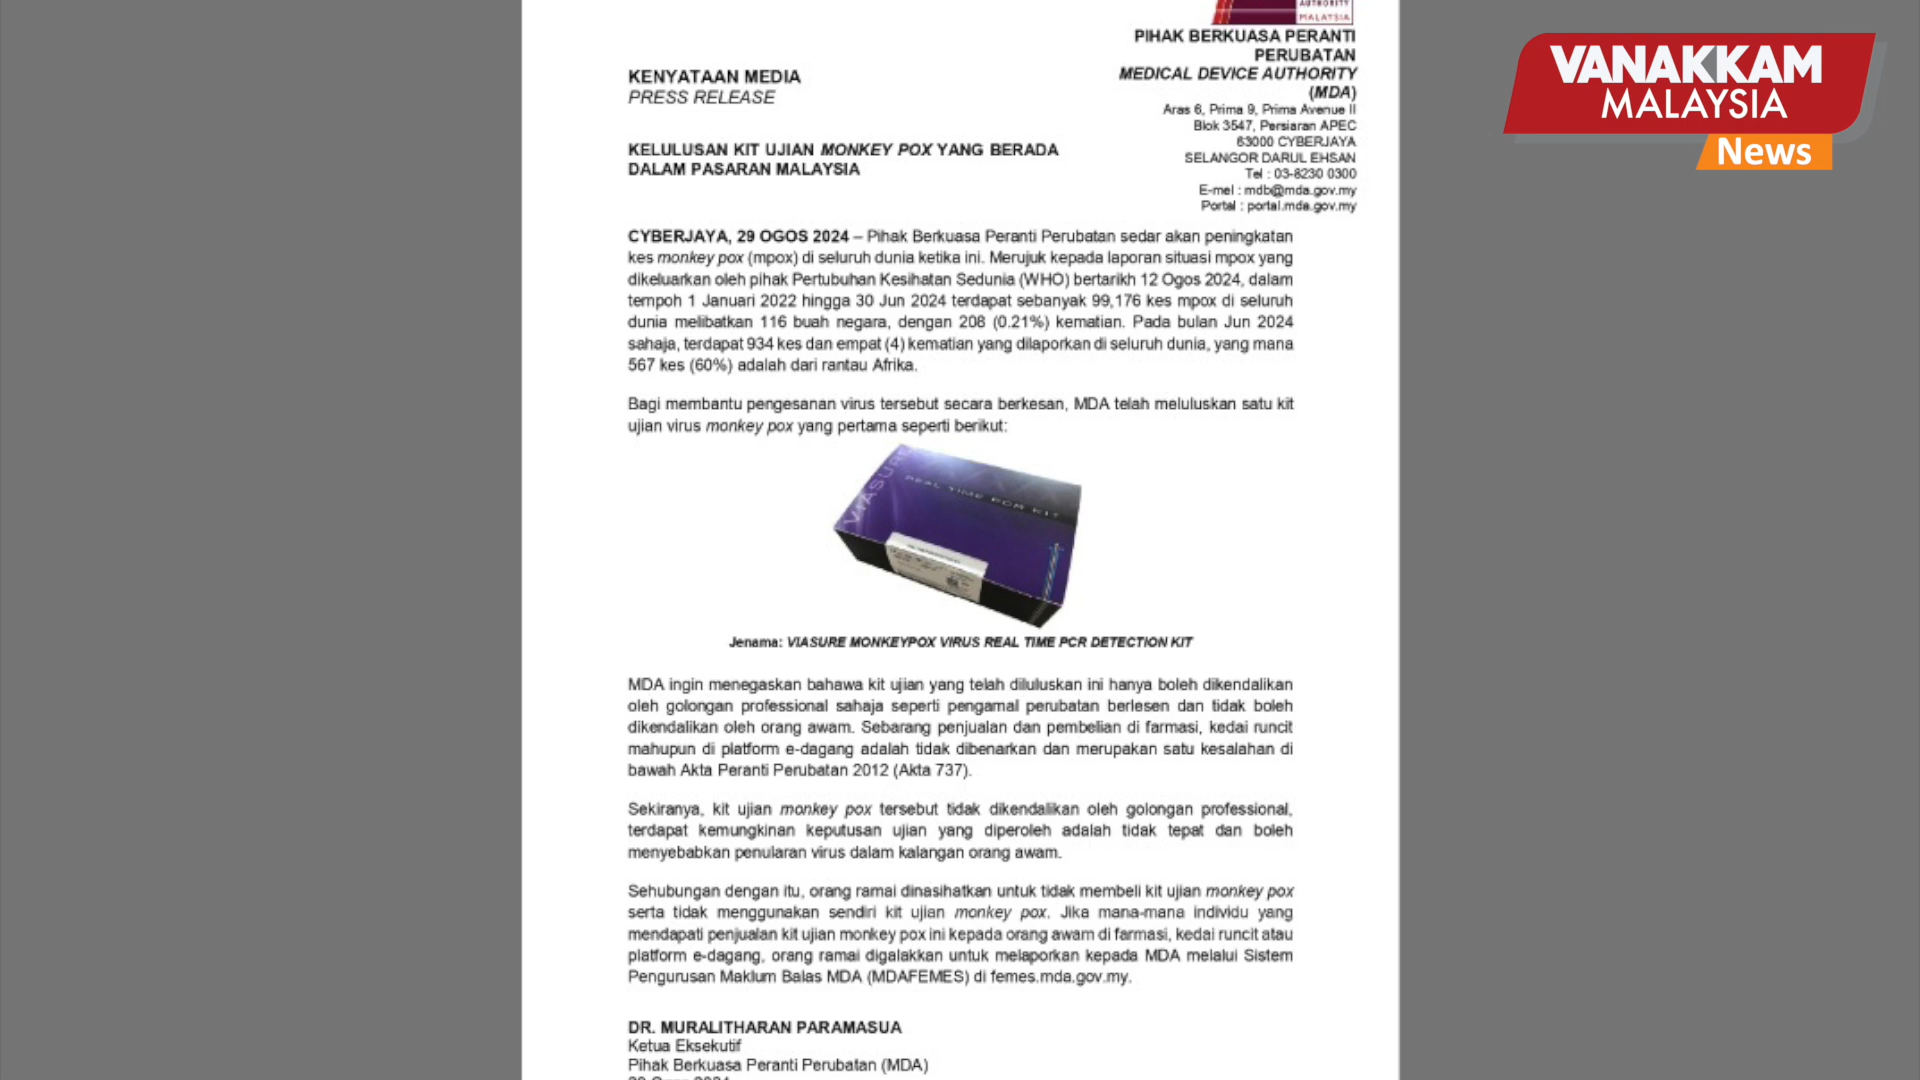 AUTHORITY
MALAYSIA
PIHAK BERKUASA PERANTI
PERUBATAN
MEDICAL DEVICE AUTHORITY
(MDA)
Aras 6, Prima 9, Prima Avenue II
Blok 3547, Persiaran APEC
63000 CYBERJAYA
SELANGOR DARUL EHSAN
Tel : 03-8230 0300
E-mel : mdb@mda.gov.my
Portal : portal.mda.gov.my
VANAKKAM
MALAYSIA
News
KENYATAAN MEDIA
PRESS RELEASE
KELULUSAN KIT UJIAN MONKEY POX YANG BERADA
DALAM PASARAN MALAYSIA
CYBERJAYA, 29 OGOS 2024 – Pihak Berkuasa Peranti Perubatan sedar akan peningkatan
kes monkey pox (mpox) di seluruh dunia ketika ini. Merujuk kepada laporan situasi mpox yang
dikeluarkan oleh pihak Pertubuhan Kesihatan Sedunia (WHO) bertarikh 12 Ogos 2024, dalam
tempoh 1 Januari 2022 hingga 30 Jun 2024 terdapat sebanyak 99,176 kes mpox di seluruh
dunia melibatkan 116 buah negara, dengan 208 (0.21%) kematian. Pada bulan Jun 2024
sahaja, terdapat 934 kes dan empat (4) kematian yang dilaporkan di seluruh dunia, yang mana
567 kes (60%) adalah dari rantau Afrika.
Bagi membantu pengesanan virus tersebut secara berkesan, MDA telah meluluskan satu kit
ujian virus monkey pox yang pertama seperti berikut:
VIASURE
REAL TIME PCR KIT
Jenama: VIASURE MONKEYPOX VIRUS REAL TIME PCR DETECTION KIT
MDA ingin menegaskan bahawa kit ujian yang telah diluluskan ini hanya boleh dikendalikan
oleh golongan professional sahaja seperti pengamal perubatan berlesen dan tidak boleh
dikendalikan oleh orang awam. Sebarang penjualan dan pembelian di farmasi, kedai runcit
mahupun di platform e-dagang adalah tidak dibenarkan dan merupakan satu kesalahan di
bawah Akta Peranti Perubatan 2012 (Akta 737).
Sekiranya, kit ujian monkey pox tersebut tidak dikendalikan oleh golongan professional,
terdapat kemungkinan keputusan ujian yang diperoleh adalah tidak tepat dan boleh
menyebabkan penularan virus dalam kalangan orang awam.
Sehubungan dengan itu, orang ramai dinasihatkan untuk tidak membeli kit ujian monkey pox
serta tidak menggunakan sendiri kit ujian monkey pox. Jika mana-mana individu yang
mendapati penjualan kit ujian monkey pox ini kepada orang awam di farmasi, kedai runcit atau
platform e-dagang, orang ramai digalakkan untuk melaporkan kepada MDA melalui Sistem
Pengurusan Maklum Balas MDA (MDAFEMES) di femes.mda.gov.my.
DR. MURALITHARAN PARAMASUA
Ketua Eksekutif
Pihak Berkuasa Peranti Perubatan (MDA)